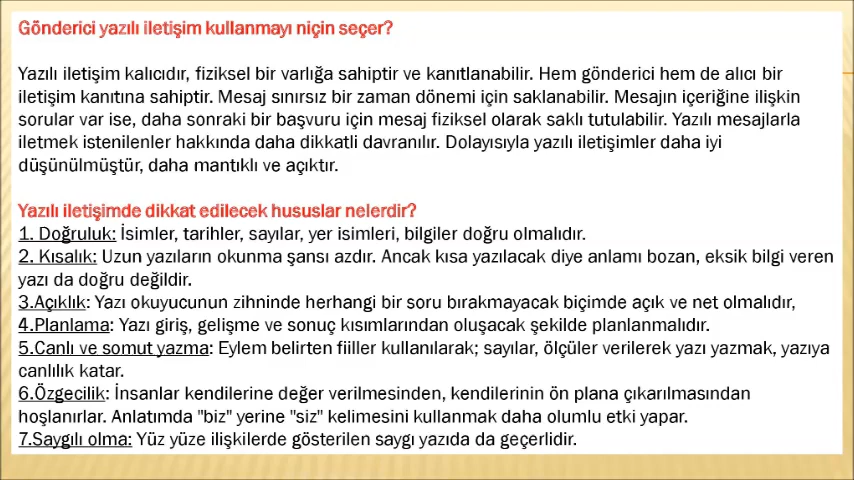 Gönderici yazılı iletişim kullanmayı niçin seçer?
Yazılı iletişim kalıcıdır, fiziksel bir varlığa sahiptir ve kanıtlanabilir. Hem gönderici hem de alıcı bir
iletişim kanıtına sahiptir. Mesaj sınırsız bir zaman dönemi için saklanabilir. Mesajın içeriğine ilişkin
sorular var ise, daha sonraki bir başvuru için mesaj fiziksel olarak saklı tutulabilir. Yazılı mesajlarla
iletmek istenilenler hakkında daha dikkatli davranılır. Dolayısıyla yazılı iletişimler daha iyi
düşünülmüştür, daha mantıklı ve açıktır.
Yazılı iletişimde dikkat edilecek hususlar nelerdir?
1. Doğruluk: İsimler, tarihler, sayılar, yer isimleri, bilgiler doğru olmalıdır.
2. Kısalık: Uzun yazıların okunma şansı azdır. Ancak kısa yazılacak diye anlamı bozan, eksik bilgi veren
yazı da doğru değildir.
3.Açıklık: Yazı okuyucunun zihninde herhangi bir soru bırakmayacak biçimde açık ve net olmalıdır,
4.Planlama: Yazı giriş, gelişme ve sonuç kısımlarından oluşacak şekilde planlanmalıdır.
5.Canlı ve somut yazma: Eylem belirten fiiller kullanılarak; sayılar, ölçüler verilerek yazı yazmak, yazıya
canlılık katar.
6.Özgecilik: İnsanlar kendilerine değer verilmesinden, kendilerinin ön plana çıkarılmasından
hoşlanırlar. Anlatımda "biz" yerine "siz" kelimesini kullanmak daha olumlu etki yapar.
7.Saygılı olma: Yüz yüze ilişkilerde gösterilen saygı yazıda da geçerlidir.